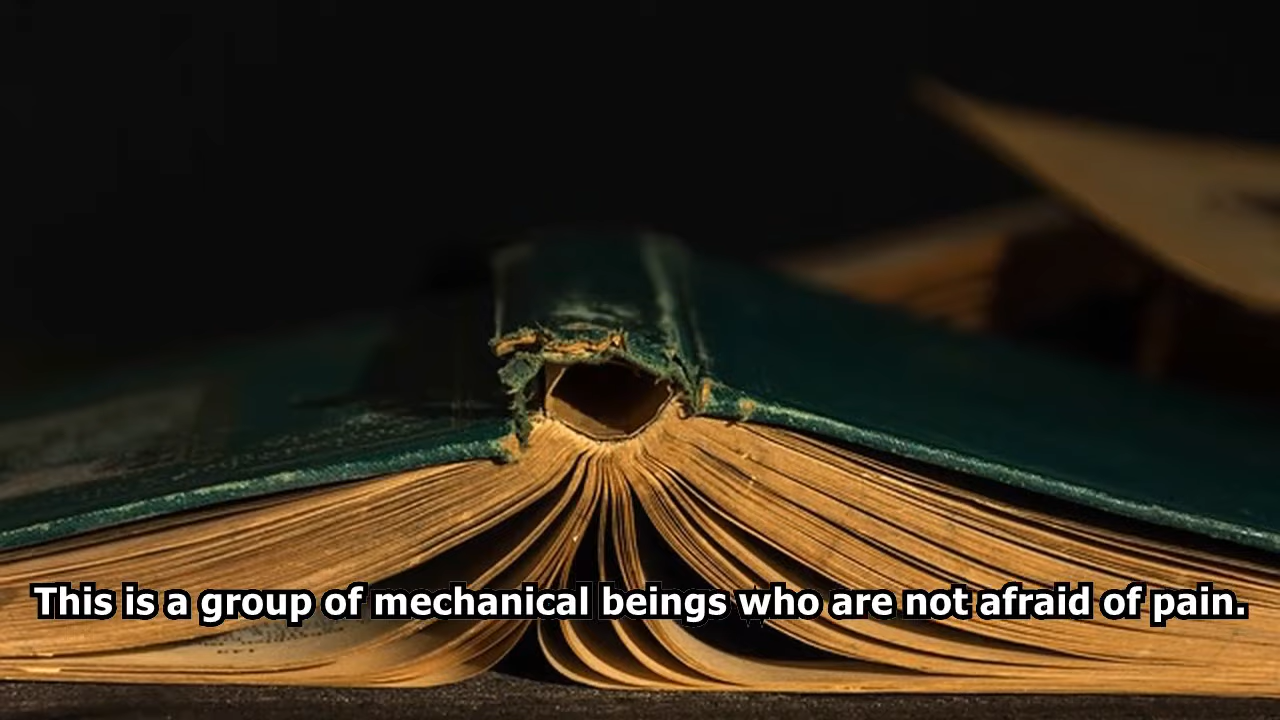 This is a group of mechanical beings who are not afraid of pain.